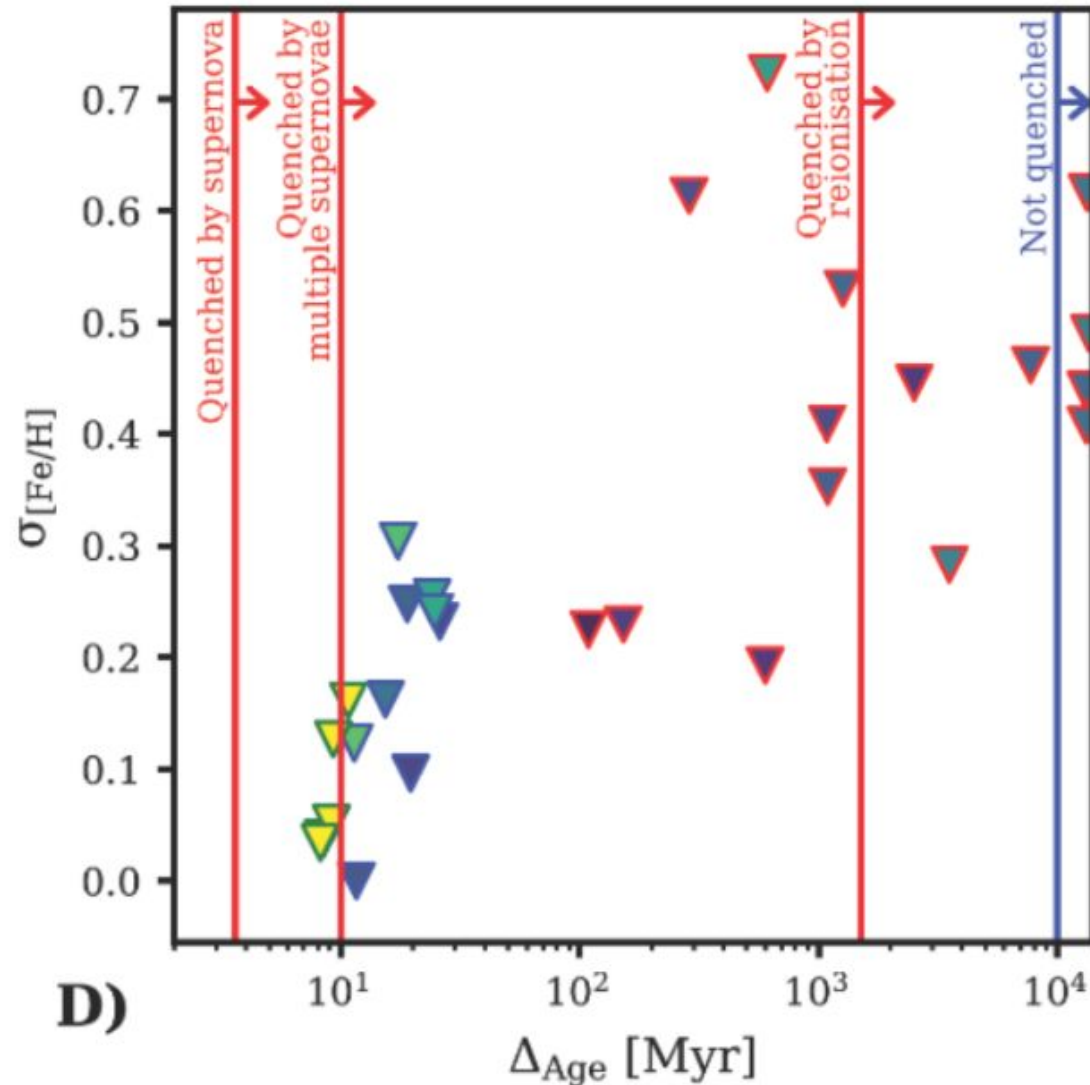 Quenched by supernova
Quenched by
multiple supernovae
Quenched by
reionisation
Not quenched
0.7
0.6
0.5
0.4
0.3
0.2
0.1
0.0
σ[Fe/H]
10¹
10²
10³
10⁴
D)
ΔAge [Myr]